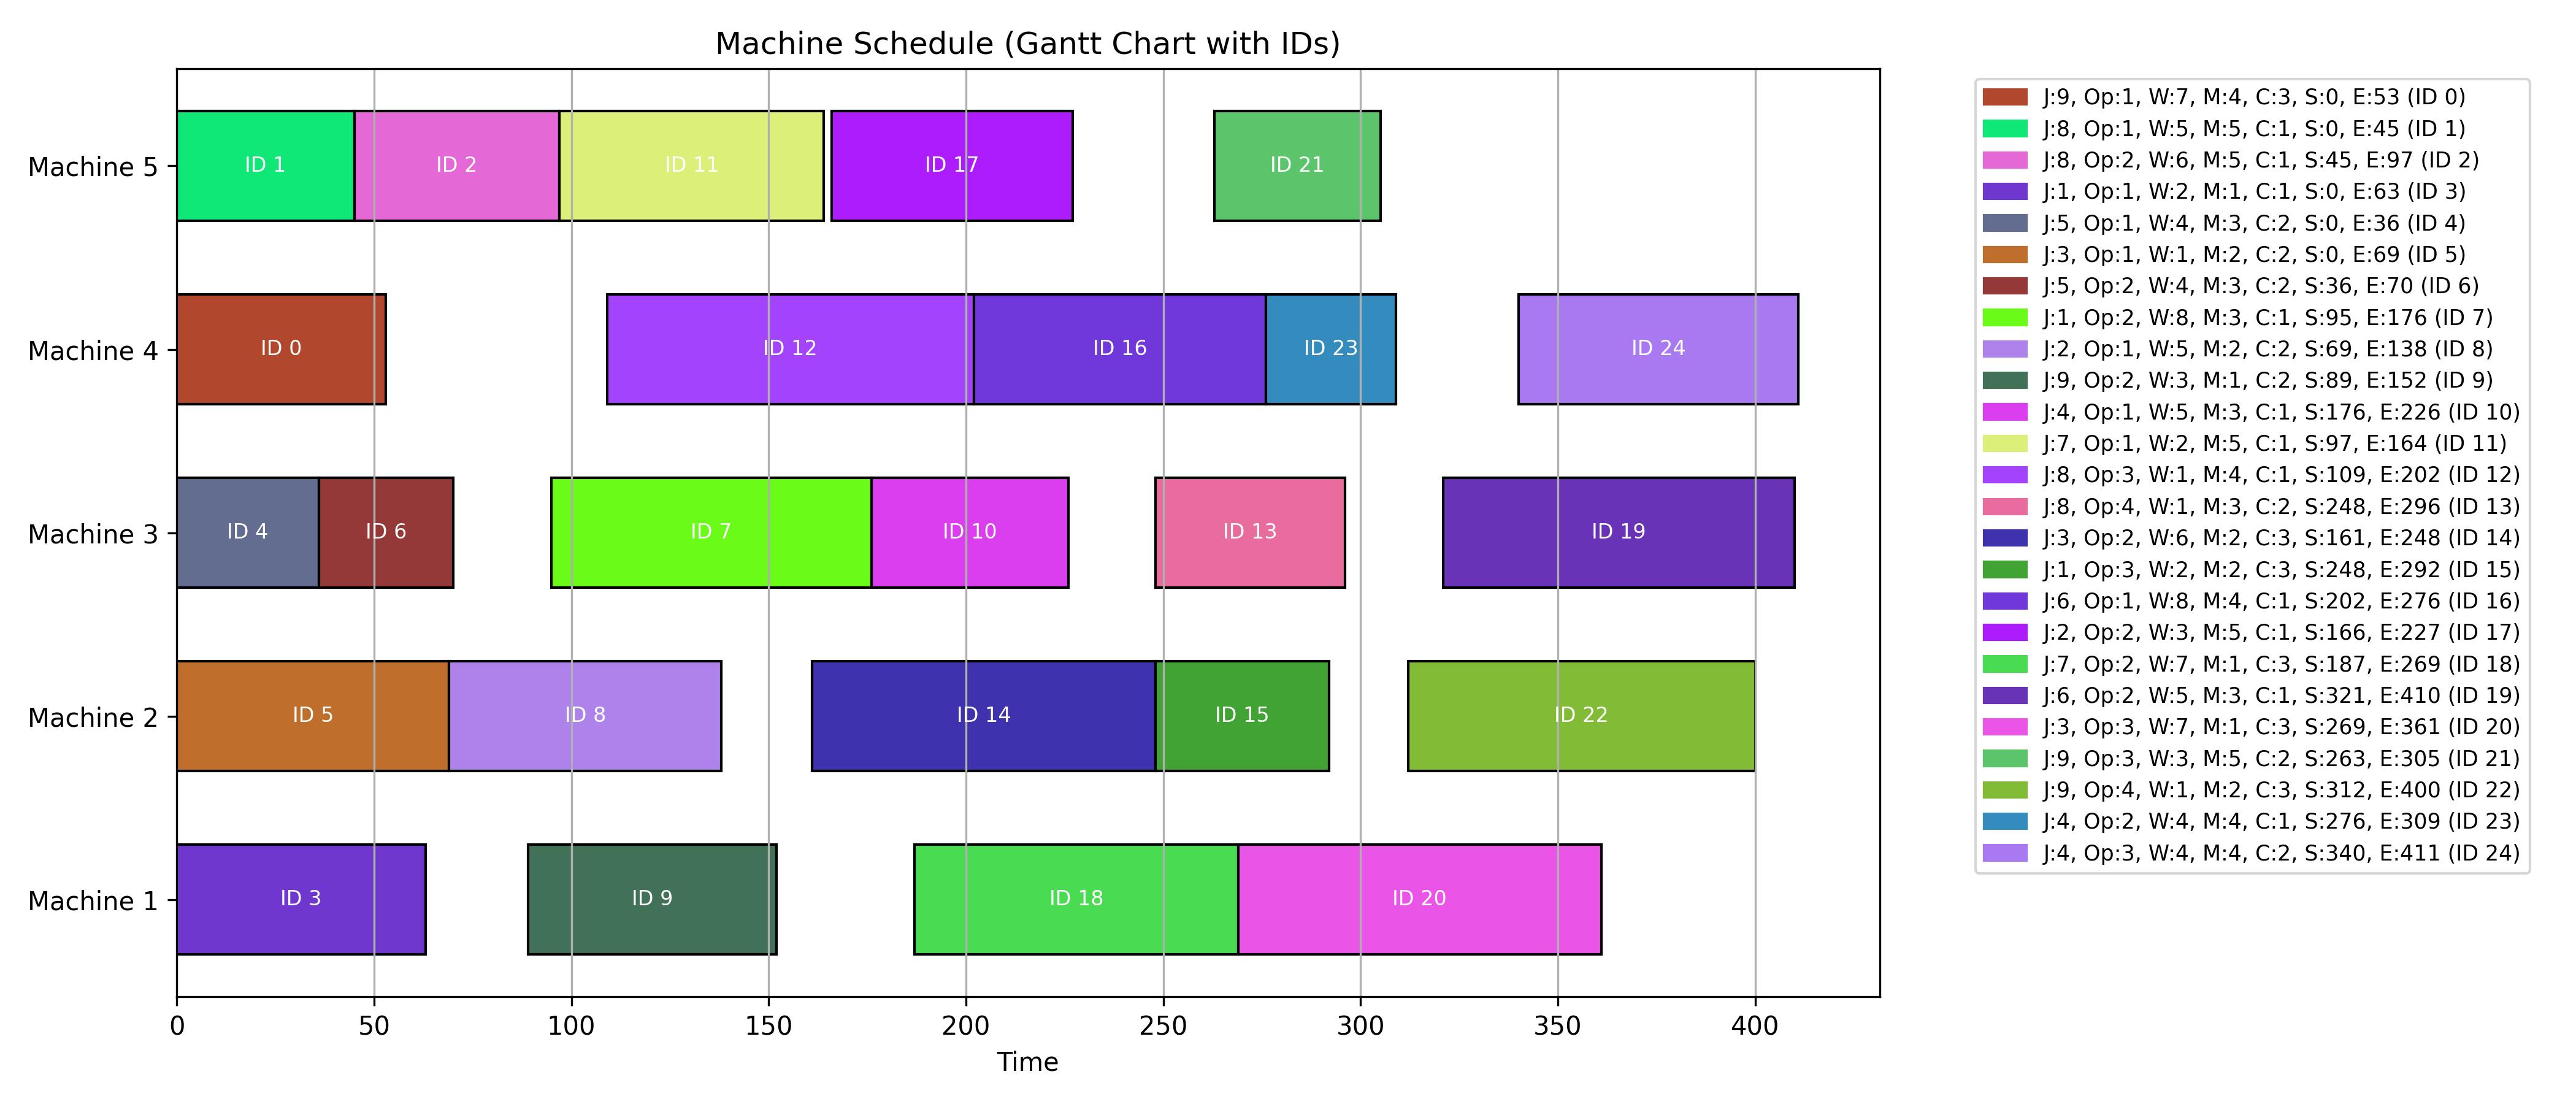 Machine Schedule (Gantt Chart with IDs)
Machine 5
ID 1
ID 2
ID 11
ID 17
ID 21
Machine 4
ID 0
ID 12
ID 16
ID 23
ID 24
Machine 3
ID 4
ID 6
ID 7
ID 10
ID 13
ID 19
Machine 2
ID 5
ID 8
ID 14
ID 15
ID 22
Machine 1
ID 3
ID 9
ID 18
ID 20
0 50 100 150 200 250 300 350 400
Time
J:9, Op:1, W:7, M:4, C:3, S:0, E:53 (ID 0)
J:8, Op:1, W:5, M:5, C:1, S:0, E:45 (ID 1)
J:8, Op:2, W:6, M:5, C:1, S:45, E:97 (ID 2)
J:1, Op:1, W:2, M:1, C:1, S:0, E:63 (ID 3)
J:5, Op:1, W:4, M:3, C:2, S:0, E:36 (ID 4)
J:3, Op:1, W:1, M:2, C:2, S:0, E:69 (ID 5)
J:5, Op:2, W:4, M:3, C:2, S:36, E:70 (ID 6)
J:1, Op:2, W:8, M:3, C:1, S:95, E:176 (ID 7)
J:2, Op:1, W:5, M:2, C:2, S:69, E:138 (ID 8)
J:9, Op:2, W:3, M:1, C:2, S:89, E:152 (ID 9)
J:4, Op:1, W:5, M:3, C:1, S:176, E:226 (ID 10)
J:7, Op:1, W:2, M:5, C:1, S:97, E:164 (ID 11)
J:8, Op:3, W:1, M:4, C:1, S:109, E:202 (ID 12)
J:8, Op:4, W:1, M:3, C:2, S:248, E:296 (ID 13)
J:3, Op:2, W:6, M:2, C:3, S:161, E:248 (ID 14)
J:1, Op:3, W:2, M:2, C:3, S:248, E:292 (ID 15)
J:6, Op:1, W:8, M:4, C:1, S:202, E:276 (ID 16)
J:2, Op:2, W:3, M:5, C:1, S:166, E:227 (ID 17)
J:7, Op:2, W:7, M:1, C:3, S:187, E:269 (ID 18)
J:6, Op:2, W:5, M:3, C:1, S:321, E:410 (ID 19)
J:3, Op:3, W:7, M:1, C:3, S:269, E:361 (ID 20)
J:9, Op:3, W:3, M:5, C:2, S:263, E:305 (ID 21)
J:9, Op:4, W:1, M:2, C:3, S:312, E:400 (ID 22)
J:4, Op:2, W:4, M:4, C:1, S:276, E:309 (ID 23)
J:4, Op:3, W:4, M:4, C:2, S:340, E:411 (ID 24)